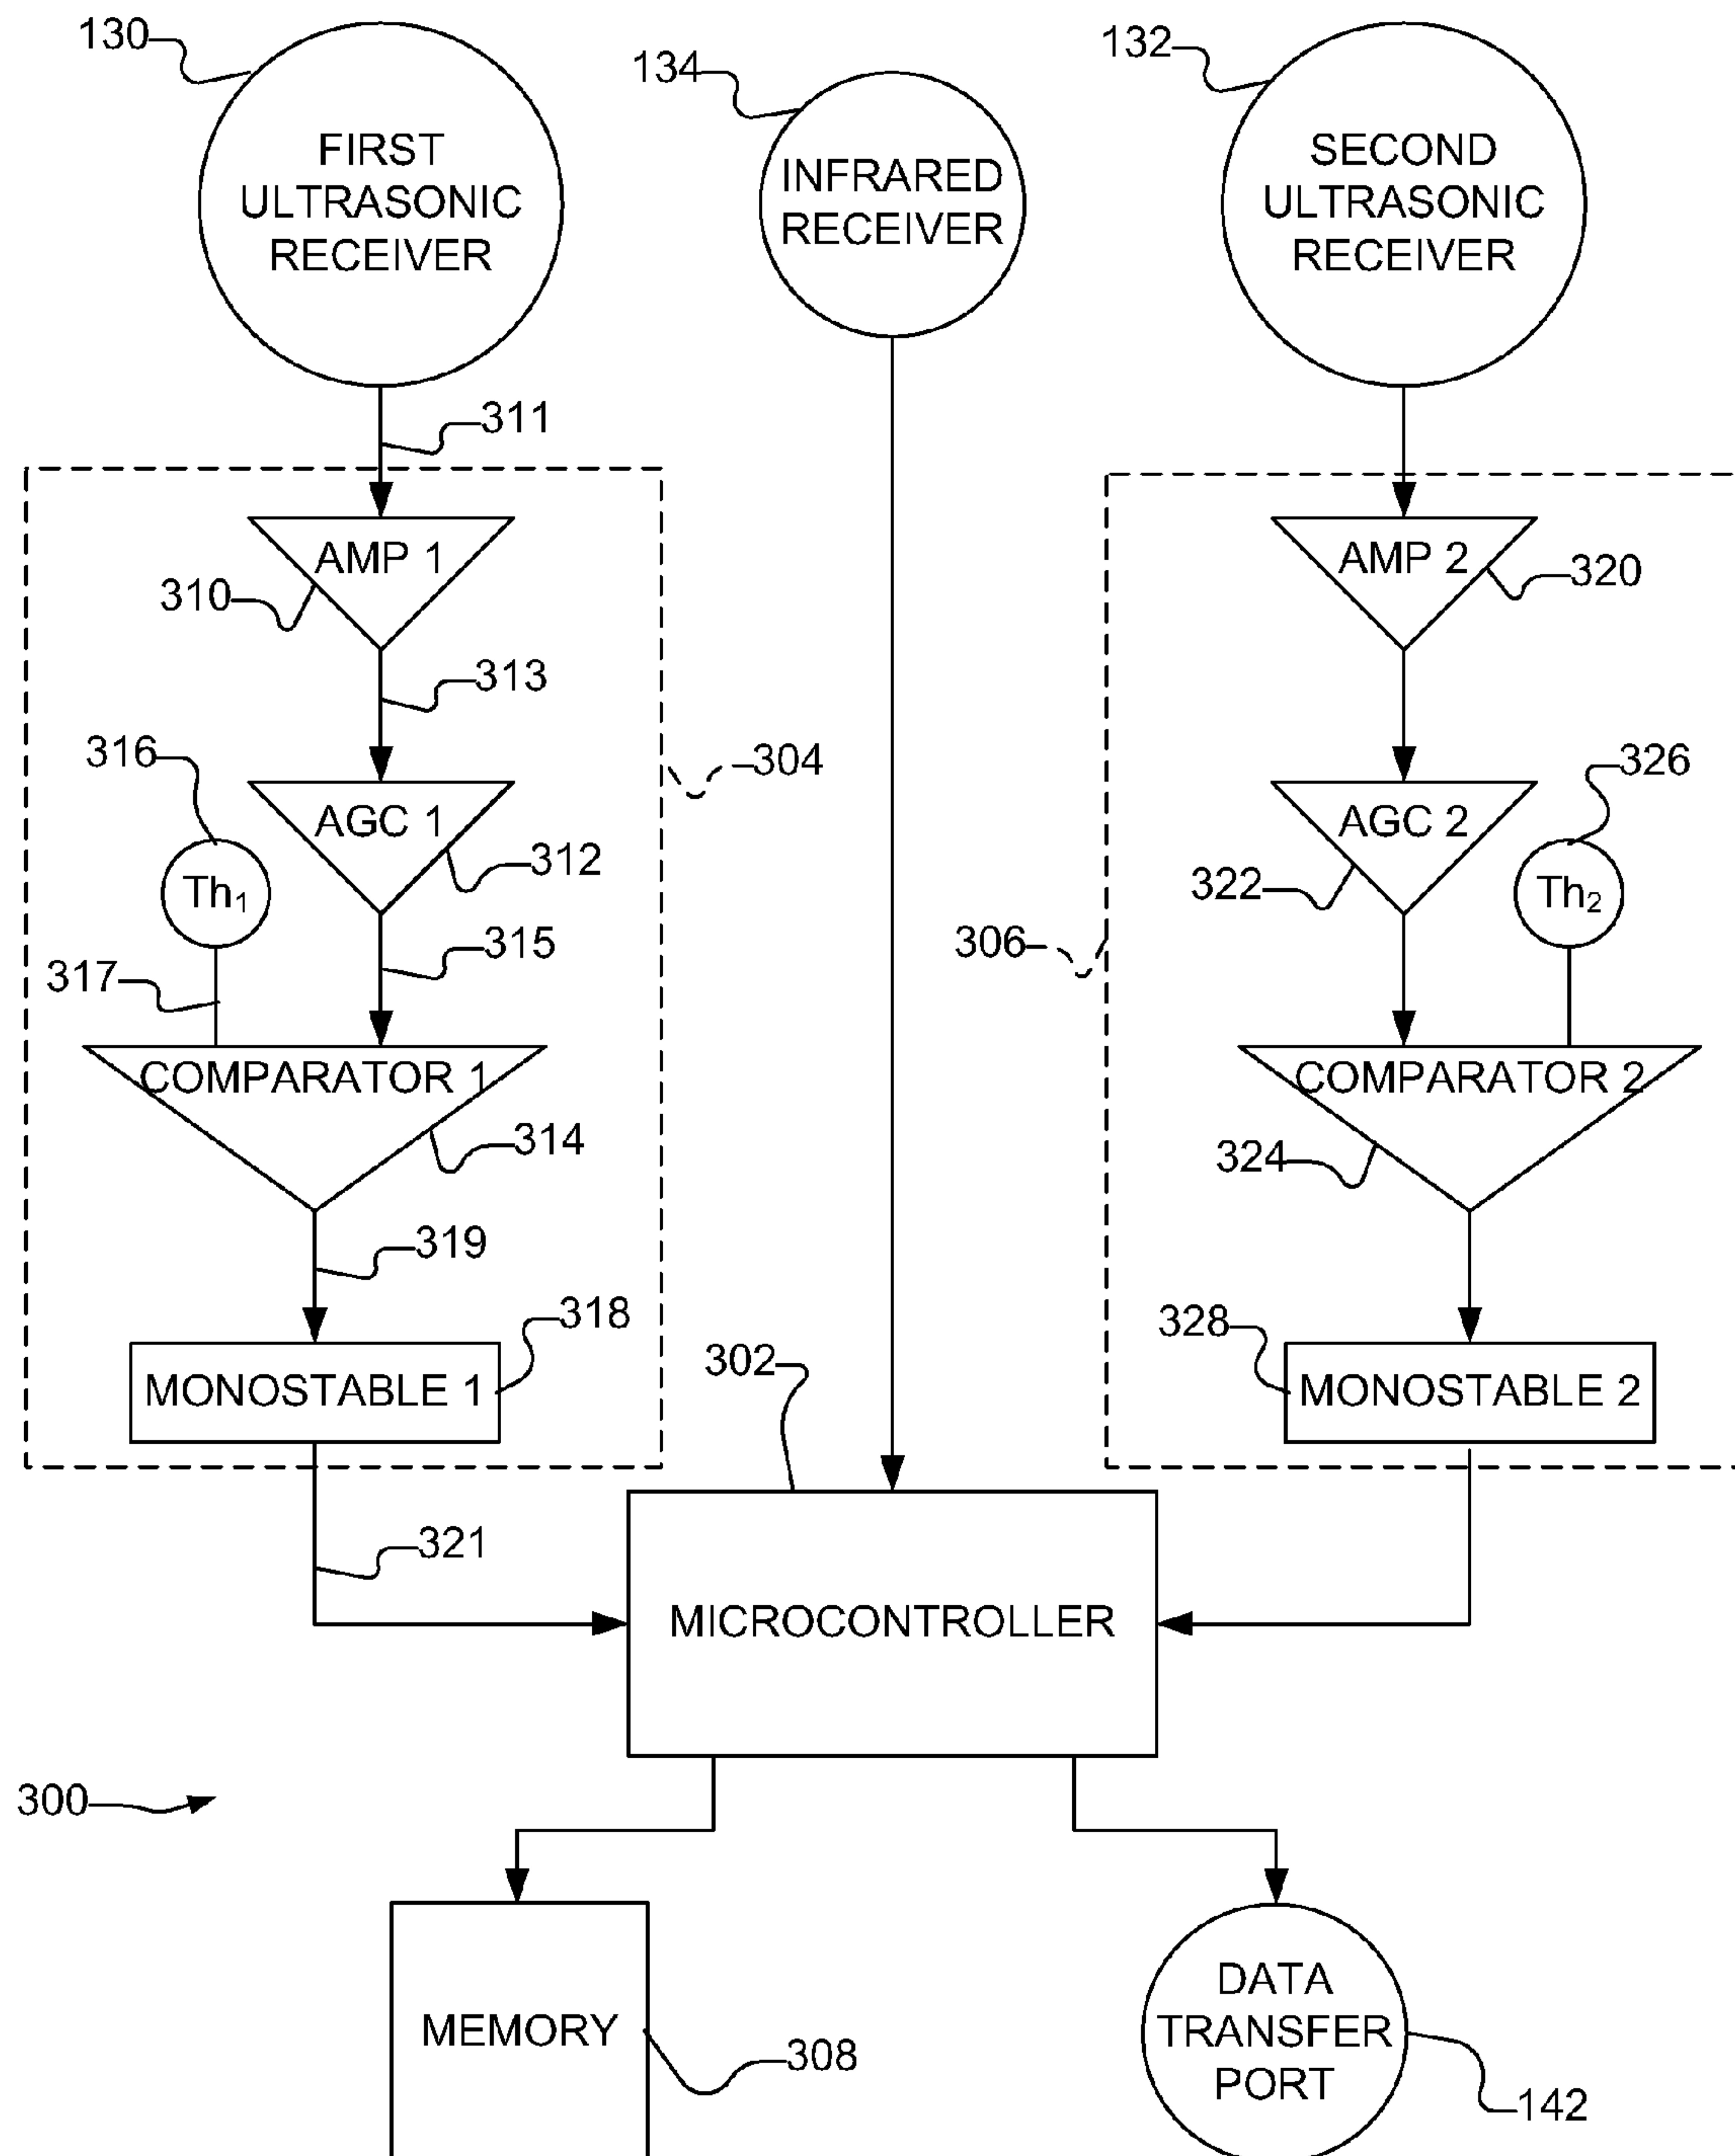 130
134
132
FIRST
ULTRASONIC
RECEIVER
INFRARED
RECEIVER
SECOND
ULTRASONIC
RECEIVER
311
AMP 1
310
AMP 2
320
313
316
304
326
AGC 1
312
Th1
AGC 2
322
Th2
315
306
317
COMPARATOR 1
314
COMPARATOR 2
324
319
318
MONOSTABLE 1
302
328
MONOSTABLE 2
321
MICROCONTROLLER
300
MEMORY
308
DATA
TRANSFER
PORT
142